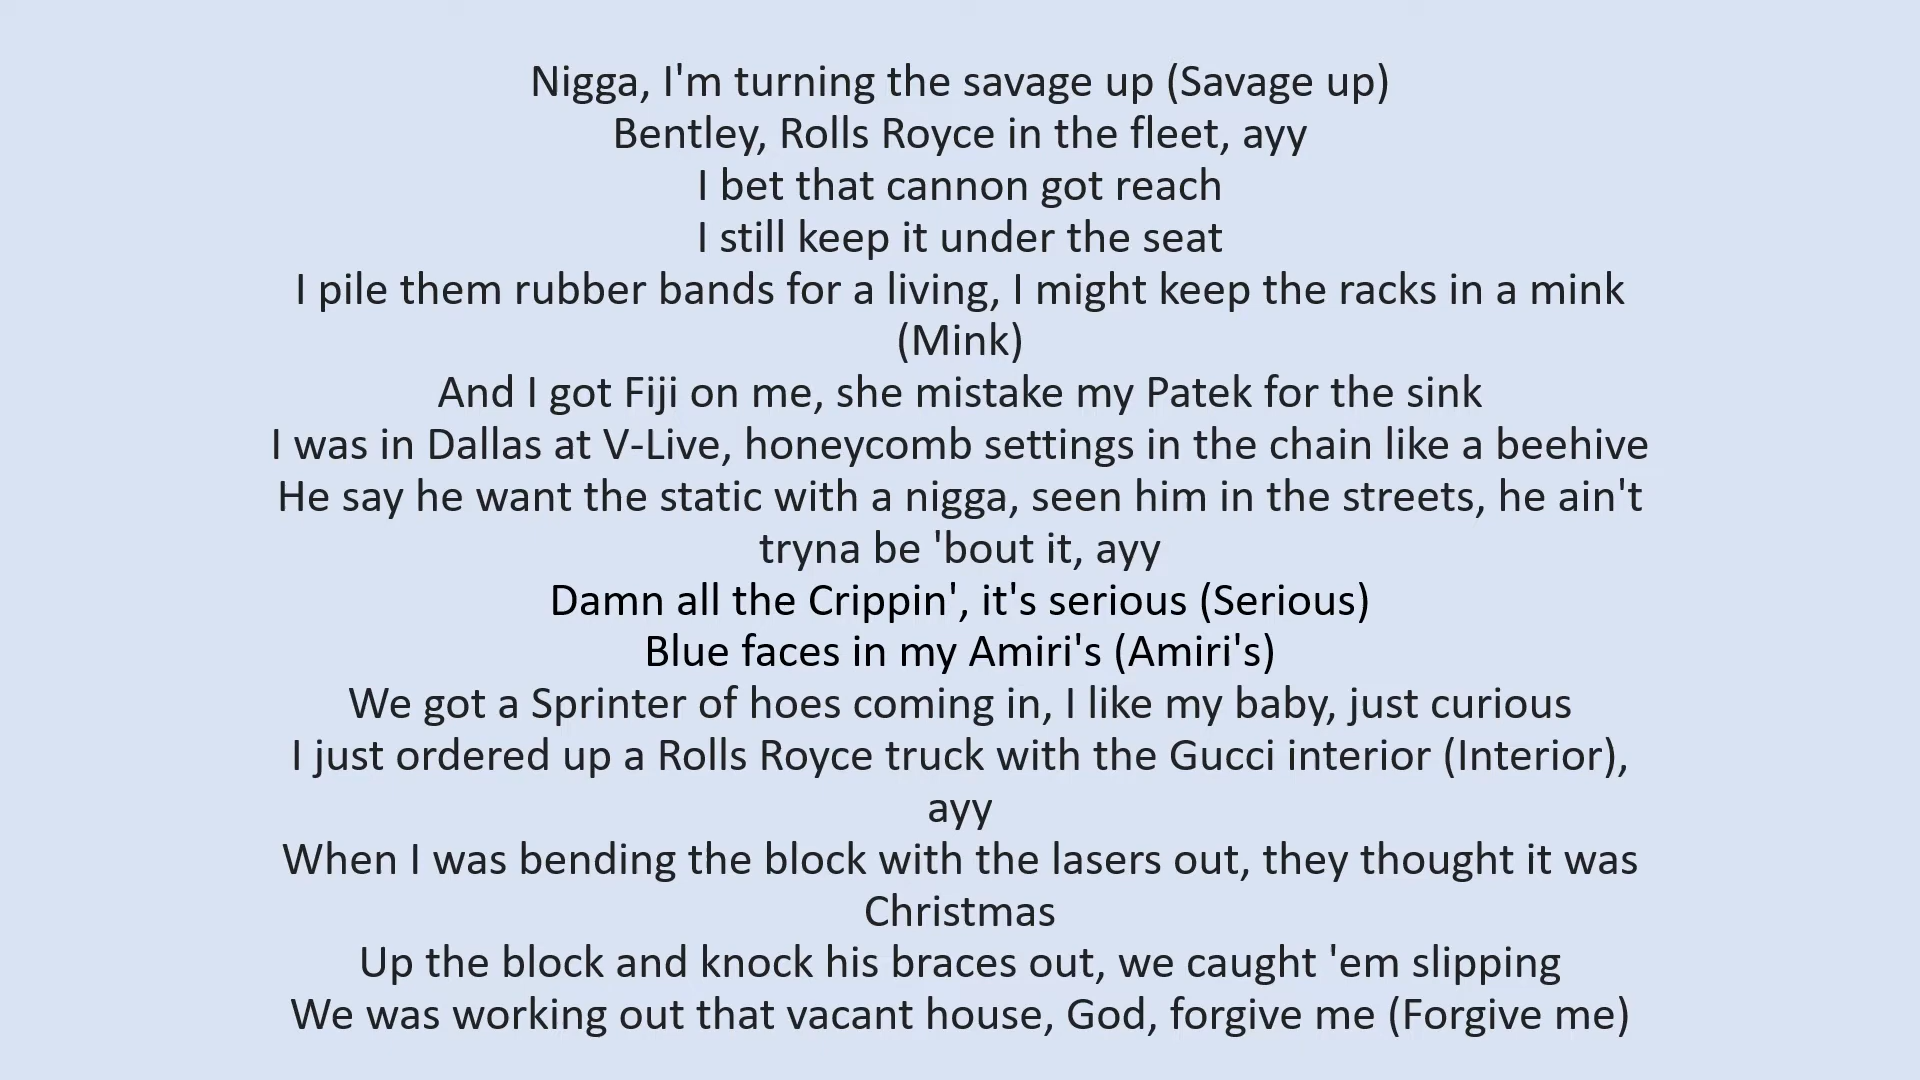 Nigga, I'm turning the savage up (Savage up)
Bentley, Rolls Royce in the fleet, ayy
I bet that cannon got reach
I still keep it under the seat
I pile them rubber bands for a living, I might keep the racks in a mink
(Mink)
And I got Fiji on me, she mistake my Patek for the sink
I was in Dallas at V-Live, honeycomb settings in the chain like a beehive
He say he want the static with a nigga, seen him in the streets, he ain't
tryna be 'bout it, ayy
Damn all the Crippin', it's serious (Serious)
Blue faces in my Amiri's (Amiri's)
We got a Sprinter of hoes coming in, I like my baby, just curious
I just ordered up a Rolls Royce truck with the Gucci interior (Interior),
ayy
When I was bending the block with the lasers out, they thought it was
Christmas
Up the block and knock his braces out, we caught 'em slipping
We was working out that vacant house, God, forgive me (Forgive me)